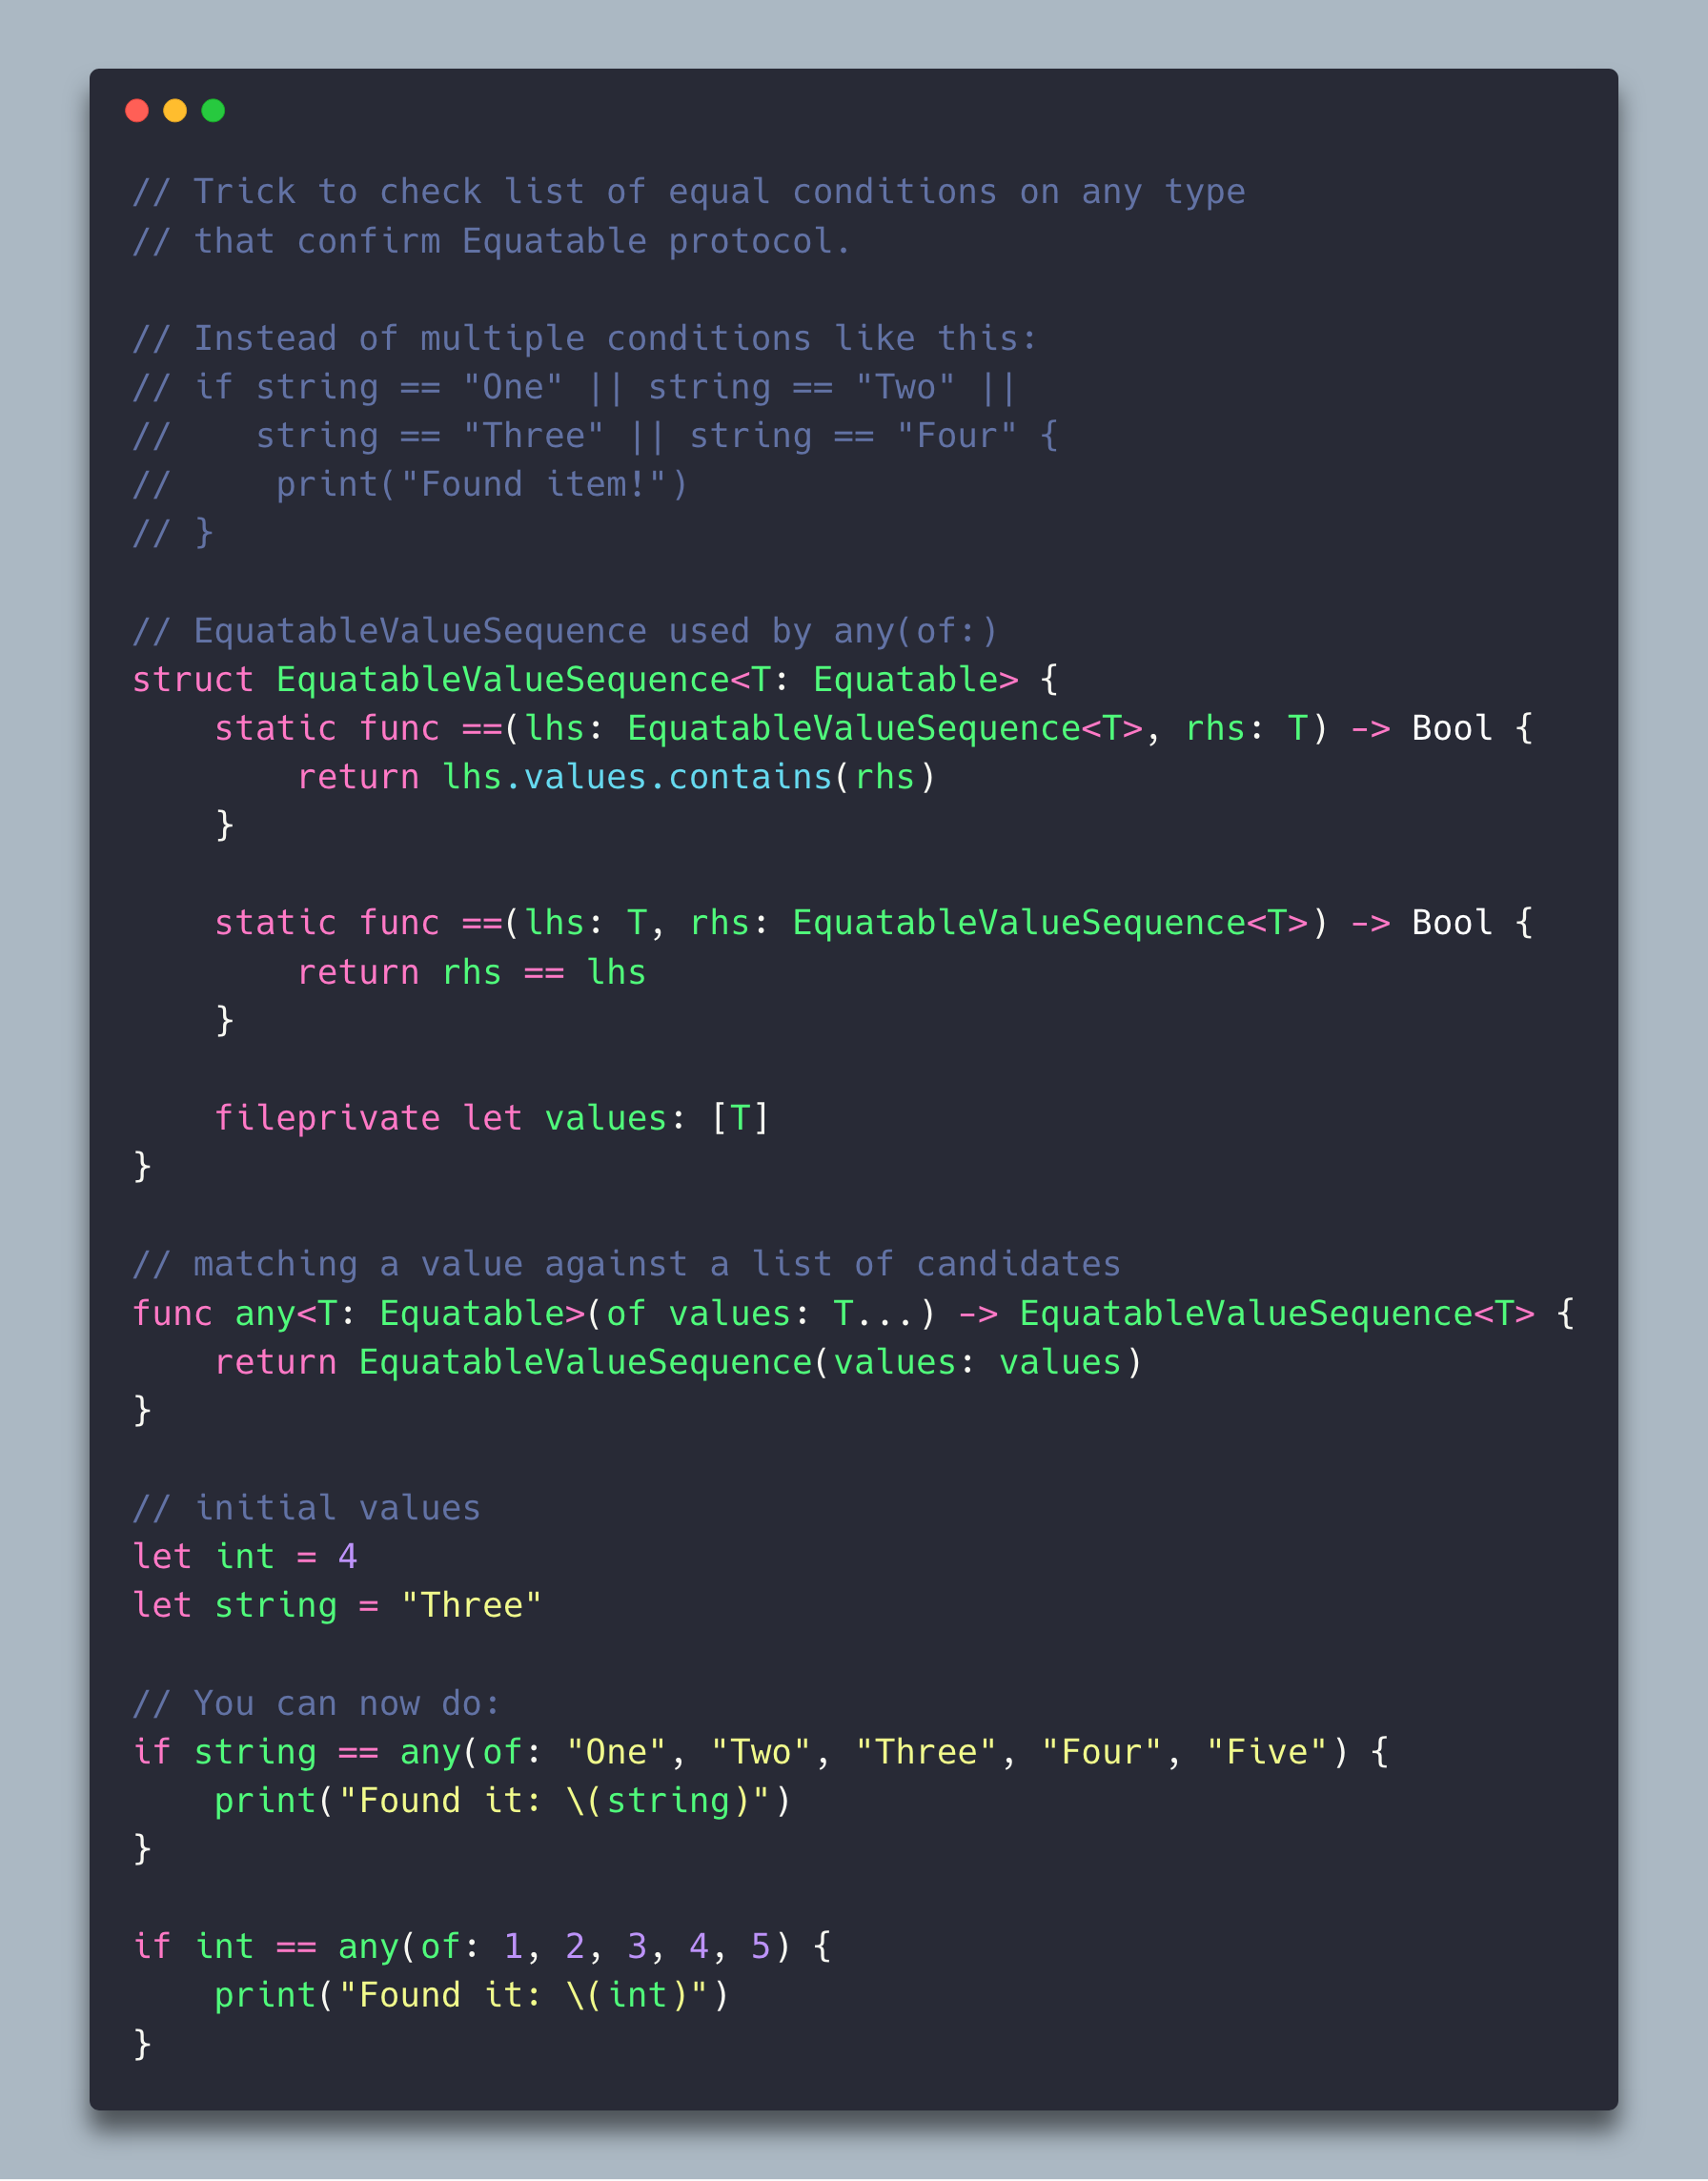 // Trick to check list of equal conditions on any type
// that confirm Equatable protocol.
// Instead of multiple conditions like this:
// if string == "One" || string == "Two" ||
//    string == "Three" || string == "Four" {
//     print("Found item!")
// }
// EquatableValueSequence used by any(of:)
struct EquatableValueSequence<T: Equatable> {
    static func ==(lhs: EquatableValueSequence<T>, rhs: T) -> Bool {
        return lhs.values.contains(rhs)
    }
    static func ==(lhs: T, rhs: EquatableValueSequence<T>) -> Bool {
        return rhs == lhs
    }
    fileprivate let values: [T]
}
// matching a value against a list of candidates
func any<T: Equatable>(of values: T...) -> EquatableValueSequence<T> {
    return EquatableValueSequence(values: values)
}
// initial values
let int = 4
let string = "Three"
// You can now do:
if string == any(of: "One", "Two", "Three", "Four", "Five") {
    print("Found it: \(string)")
}
if int == any(of: 1, 2, 3, 4, 5) {
    print("Found it: \(int)")
}